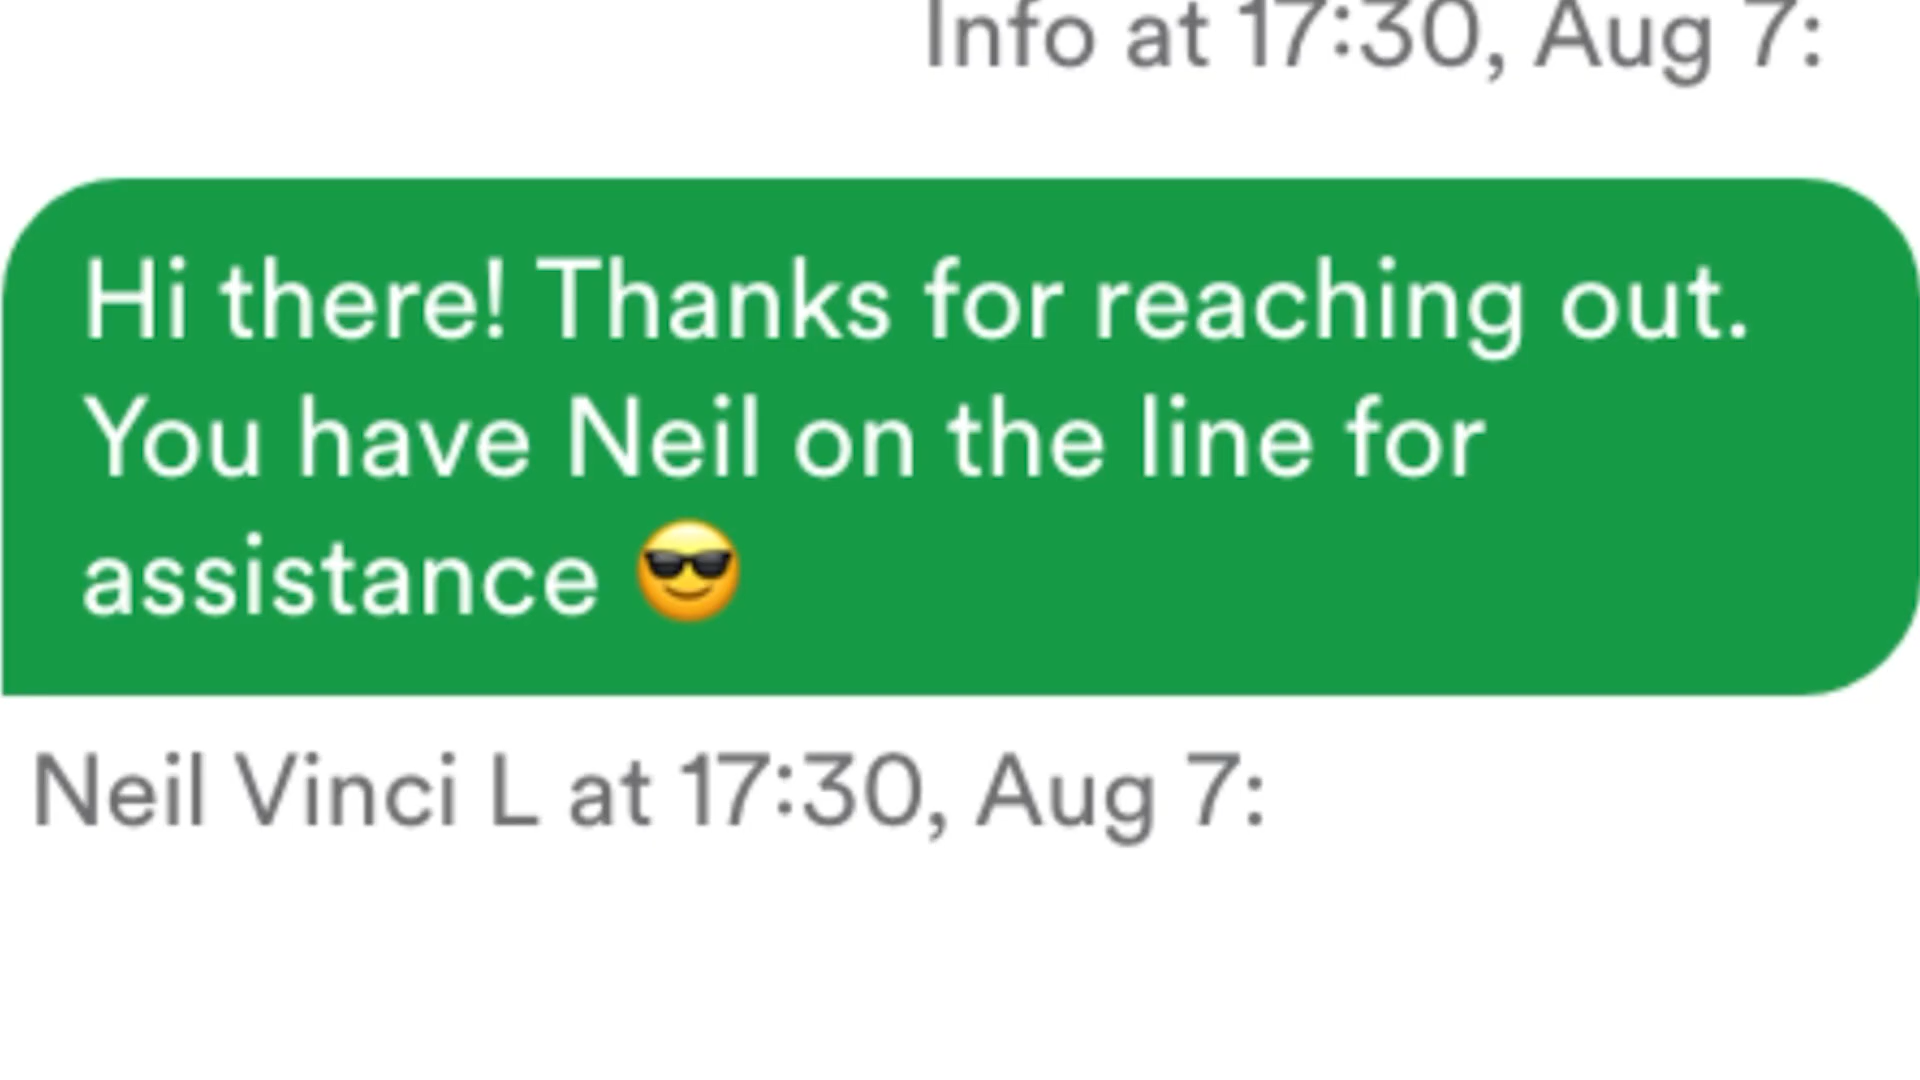 Info at 17:30, Aug 7:
Hi there! Thanks for reaching out.
You have Neil on the line for
assistance 😎
Neil Vinci L at 17:30, Aug 7: